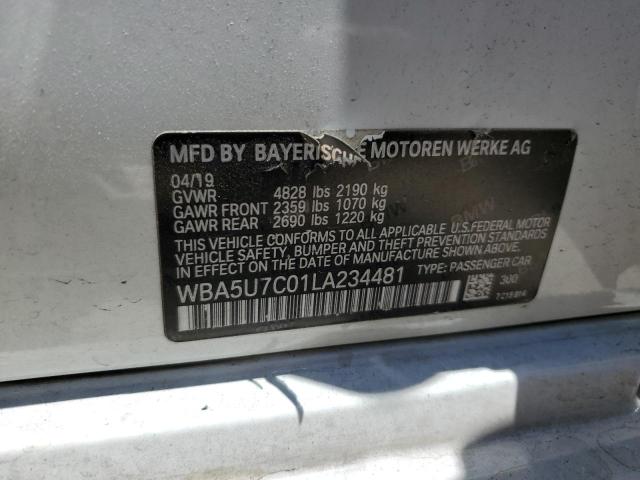 MFD BY BAYERISCHE MOTOREN WERKE AG
04/19
GVWR 4828 lbs 2190 kg
GAWR FRONT 2359 lbs 1070 kg
GAWR REAR 2690 lbs 1220 kg
THIS VEHICLE CONFORMS TO ALL APPLICABLE U.S.FEDERAL MOTOR
VEHICLE SAFETY, BUMPER AND THEFT PREVENTION STANDARDS
IN EFFECT ON THE DATE OF MANUFACTURE SHOWN ABOVE.
WBA5U7C01LA234481 TYPE: PASSENGER CAR
300